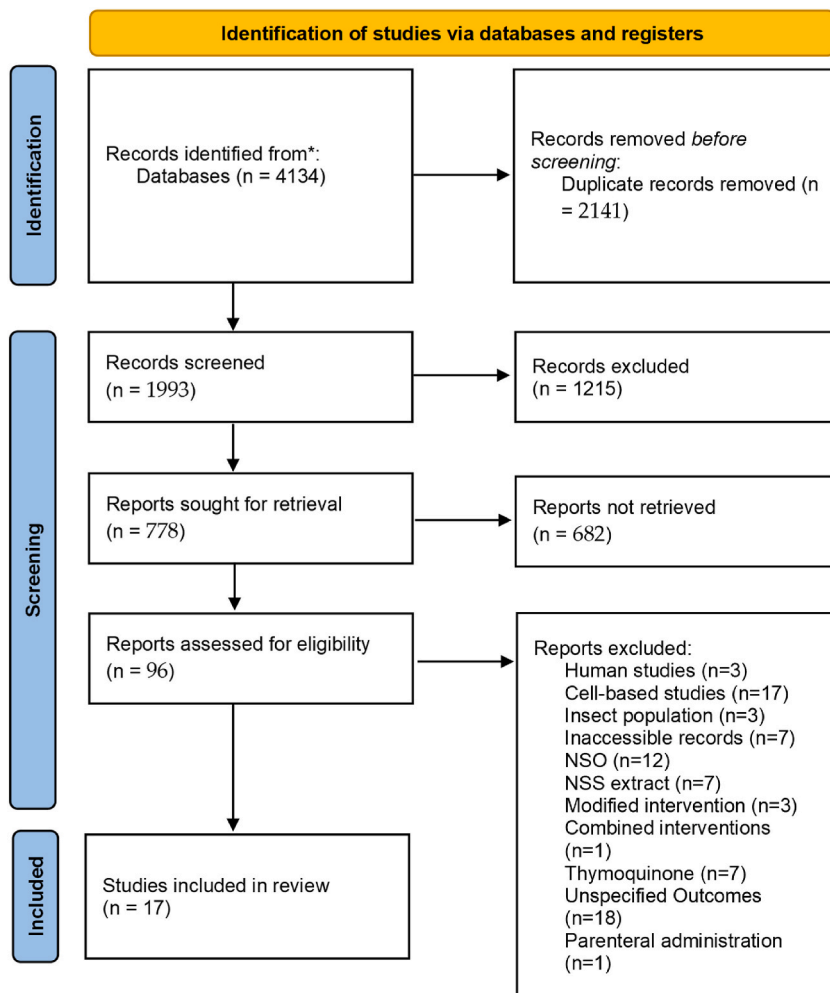 Identification of studies via databases and registers
Identification
Records identified from*:
Databases (n = 4134)
Records removed before
screening:
Duplicate records removed (n
= 2141)
Screening
Records screened
(n = 1993)
Records excluded
(n = 1215)
Reports sought for retrieval
(n = 778)
Reports not retrieved
(n = 682)
Reports assessed for eligibility
(n = 96)
Reports excluded:
Human studies (n=3)
Cell-based studies (n=17)
Insect population (n=3)
Inaccessible records (n=7)
NSO (n=12)
NSS extract (n=7)
Modified intervention (n=3)
Combined interventions
(n=1)
Thymoquinone (n=7)
Unspecified Outcomes
(n=18)
Parenteral administration
(n=1)
Included
Studies included in review
(n = 17)